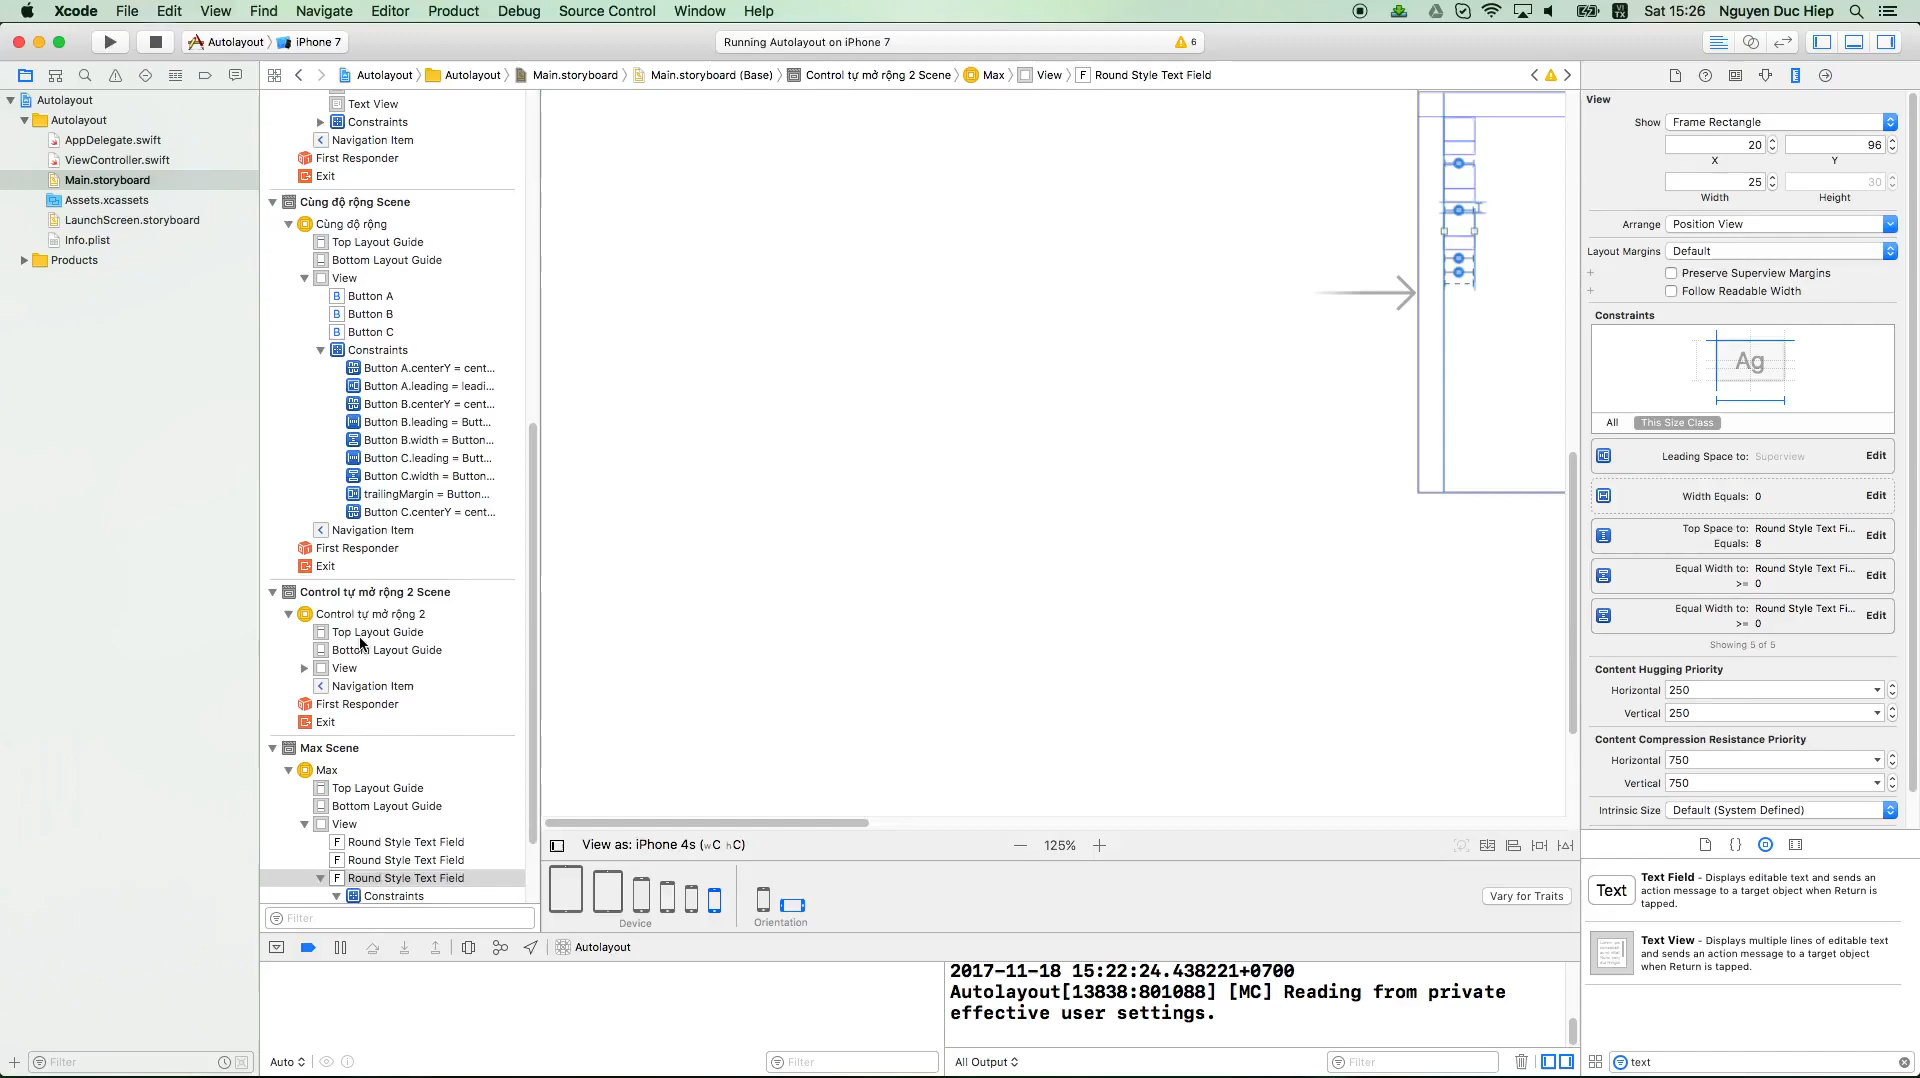 Xcode File Edit View Find Navigate Editor Product Debug Source Control Window Help
Sat 15:26 Nguyen Duc Hiep
Autolayout iPhone 7
Running Autolayout on iPhone 7
6
Autolayout Autolayout Main.storyboard Main.storyboard (Base) Control tự mở rộng 2 Scene Max View F Round Style Text Field
Autolayout
Autolayout
AppDelegate.swift
ViewController.swift
Main.storyboard
Assets.xcassets
LaunchScreen.storyboard
Info.plist
Products
Filter
Text View
Constraints
Navigation Item
First Responder
Exit
Cùng độ rộng Scene
Cùng độ rộng
Top Layout Guide
Bottom Layout Guide
View
B Button A
B Button B
B Button C
Constraints
Button A.centerY = cent...
Button A.leading = leadi...
Button B.centerY = cent...
Button B.leading = Butt...
Button B.width = Button...
Button C.leading = Butt...
Button C.width = Button...
trailingMargin = Button...
Button C.centerY = cent...
Navigation Item
First Responder
Exit
Control tự mở rộng 2 Scene
Control tự mở rộng 2
Top Layout Guide
Bottom Layout Guide
View
Navigation Item
First Responder
Exit
Max Scene
Max
Top Layout Guide
Bottom Layout Guide
View
F Round Style Text Field
F Round Style Text Field
F Round Style Text Field
Constraints
Filter
View as: iPhone 4s (wC hC)
125%
Device
Orientation
Vary for Traits
Autolayout
2017-11-18 15:22:24.438221+0700
Autolayout[13838:801088] [MC] Reading from private
effective user settings.
Auto
Filter
All Output
Filter
View
Show Frame Rectangle
20 96
X Y
25 30
Width Height
Arrange Position View
Layout Margins Default
Preserve Superview Margins
Follow Readable Width
Constraints
Ag
All This Size Class
Leading Space to: Superview Edit
Width Equals: 0 Edit
Top Space to: Round Style Text Fi... Edit
Equals: 8
Equal Width to: Round Style Text Fi... Edit
>= 0
Equal Width to: Round Style Text Fi... Edit
>= 0
Showing 5 of 5
Content Hugging Priority
Horizontal 250
Vertical 250
Content Compression Resistance Priority
Horizontal 750
Vertical 750
Intrinsic Size Default (System Defined)
Text
Text Field - Displays editable text and sends an
action message to a target object when Return is
tapped.
Text View - Displays multiple lines of editable text
and sends an action message to a target object
when Return is tapped.
text